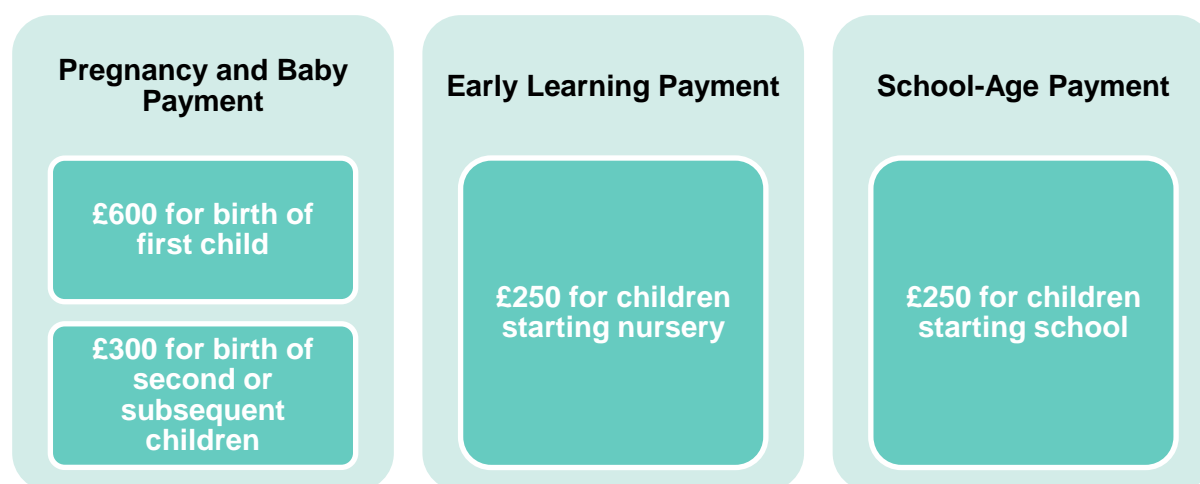 Pregnancy and Baby
Payment
£600 for birth of
first child
£300 for birth of
second or
subsequent
children
Early Learning Payment
£250 for children
starting nursery
School-Age Payment
£250 for children
starting school